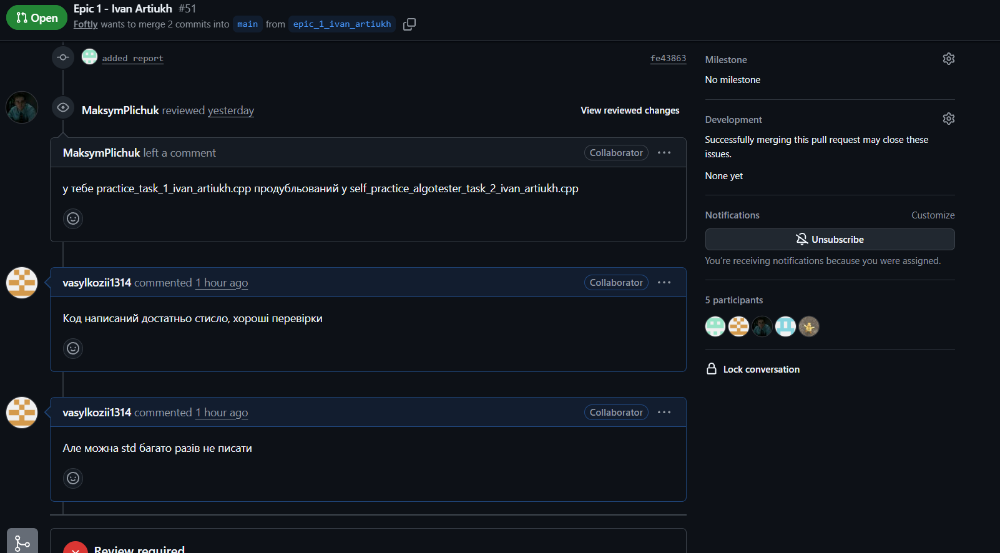 Open
Epic 1 - Ivan Artiukh #51
Foftly wants to merge 2 commits into main from epic_1_ivan_artiukh
added report
fe43863
MaksymPlichuk reviewed yesterday
View reviewed changes
MaksymPlichuk left a comment
Collaborator
у тебе practice_task_1_ivan_artiukh.cpp продубльований у self_practice_algotester_task_2_ivan_artiukh.cpp
vasylkozii1314 commented 1 hour ago
Collaborator
Код написаний достатньо стисло, хороші перевірки
vasylkozii1314 commented 1 hour ago
Collaborator
Але можна std багато разів не писати
Review required
Milestone
No milestone
Development
Successfully merging this pull request may close these
issues.
None yet
Notifications
Customize
Unsubscribe
You're receiving notifications because you were assigned.
5 participants
Lock conversation